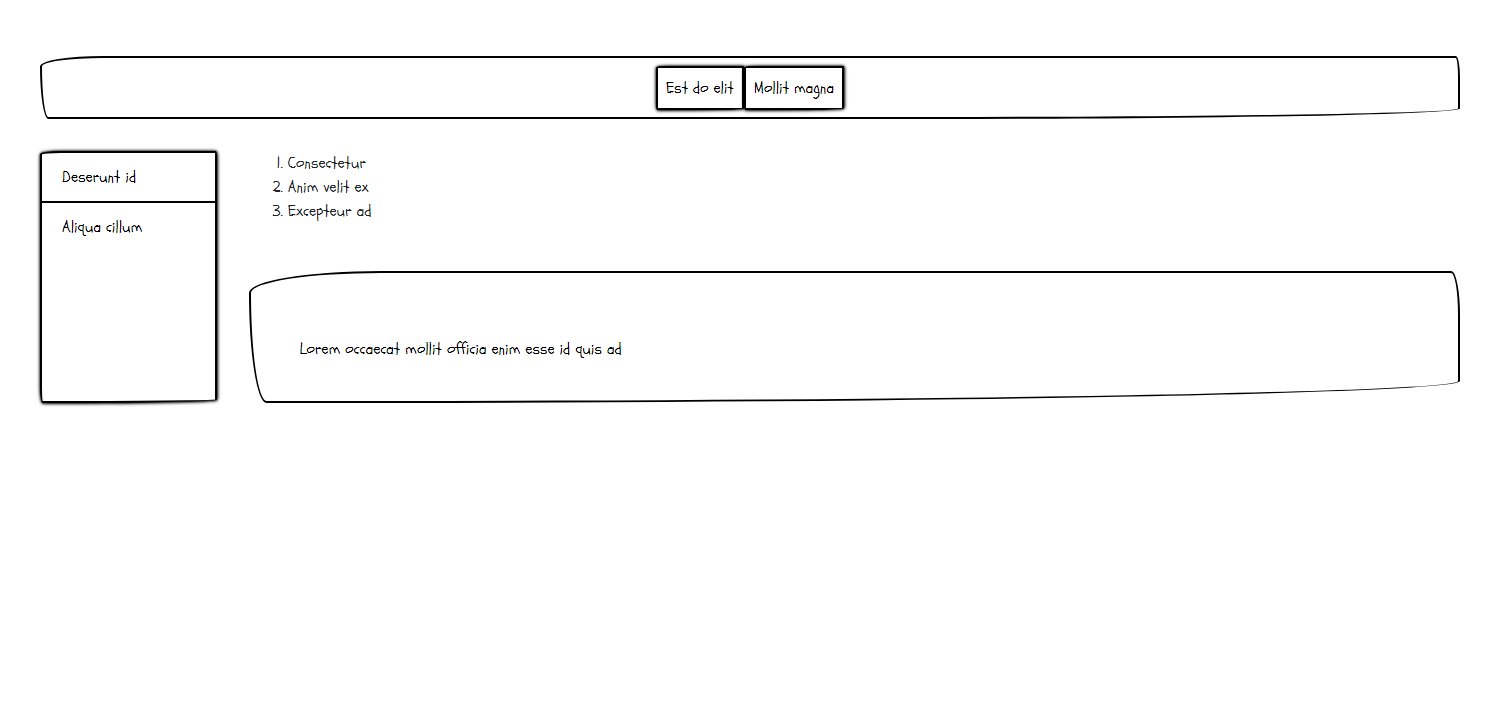 Est do elit Mollit magna
Deserunt id
Aliqua cillum
1. Consectetur
2. Anim velit ex
3. Excepteur ad
Lorem occaecat mollit officia enim esse id quis ad